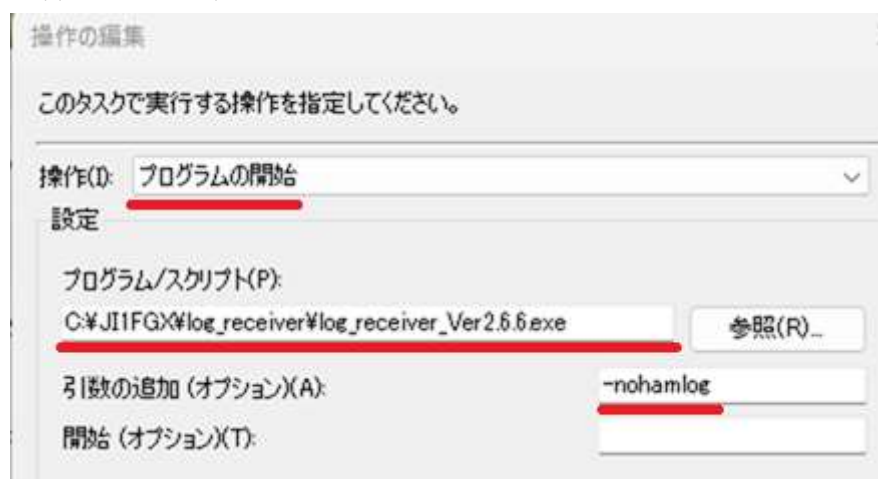 操作の編集
このタスクで実行する操作を指定してください。
操作(I): プログラムの開始
設定
プログラム/スクリプト(P):
C:¥JI1FGX¥log_receiver¥log_receiver_Ver2.6.6.exe 参照(R)...
引数の追加 (オプション)(A): -nohamlog
開始 (オプション)(T):